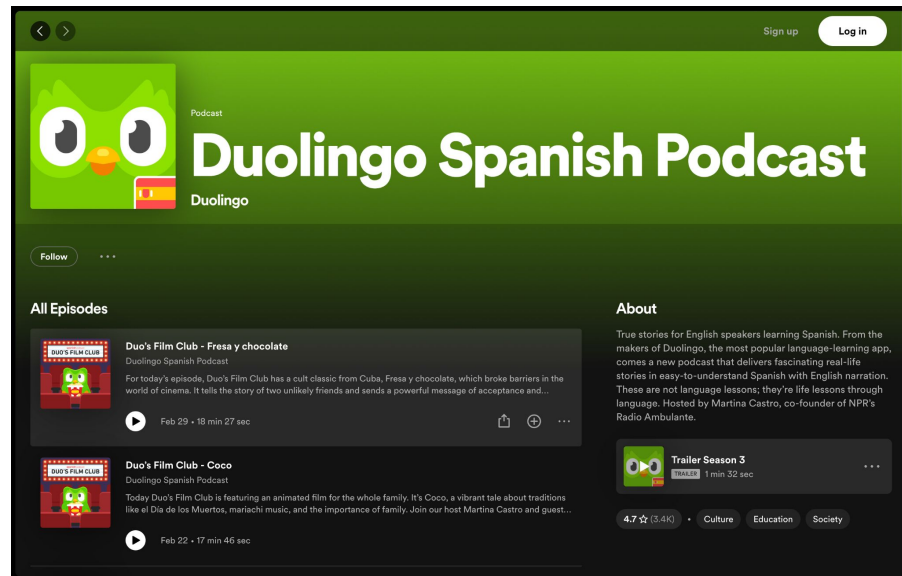 Sign up
Log in
Podcast
Duolingo Spanish Podcast
Duolingo
Follow
All Episodes
DUO'S FILM CLUB
Duo's Film Club - Fresa y chocolate
Duolingo Spanish Podcast
For today's episode, Duo's Film Club has a cult classic from Cuba, Fresa y chocolate, which broke barriers in the
world of cinema. It tells the story of two unlikely friends and sends a powerful message of acceptance and...
Feb 29 • 18 min 27 sec
DUO'S FILM CLUB
Duo's Film Club - Coco
Duolingo Spanish Podcast
Today Duo's Film Club is featuring an animated film for the whole family. It's Coco, a vibrant tale about traditions
like el Día de los Muertos, mariachi music, and the importance of family. Join our host Martina Castro and guest...
Feb 22 • 17 min 46 sec
About
True stories for English speakers learning Spanish. From the
makers of Duolingo, the most popular language-learning app,
comes a new podcast that delivers fascinating real-life
stories in easy-to-understand Spanish with English narration.
These are not language lessons; they're life lessons through
language. Hosted by Martina Castro, co-founder of NPR's
Radio Ambulante.
Trailer Season 3
TRAILER 1 min 32 sec
4.7 ☆ (3.4K) • Culture Education Society